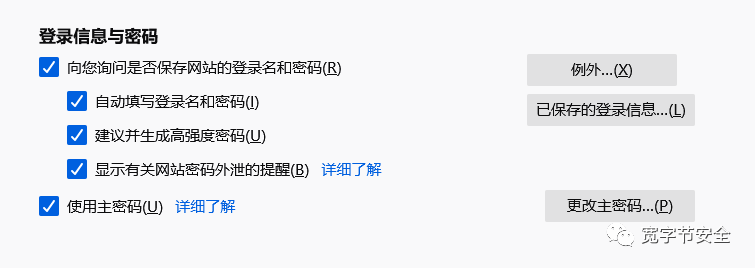 登录信息与密码
向您询问是否保存网站的登录名和密码(R) 例外...(X)
自动填写登录名和密码(I) 已保存的登录信息...(L)
建议并生成高强度密码(U)
显示有关网站密码外泄的提醒(B) 详细了解
使用主密码(U) 详细了解 更改主密码...(P)
宽字节安全